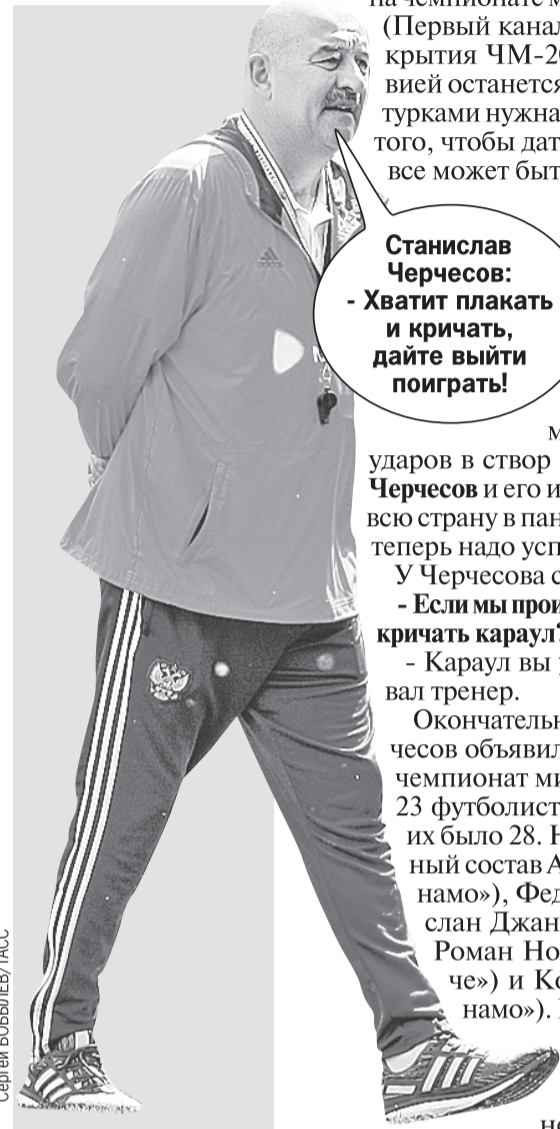 на чемпионате м
(Первый канал
крытия ЧМ-20
вией останется
турками нужна
того, чтобы дат
все может быт
Станислав
Черчесов:
- Хватит плакать
и кричать,
дайте выйти
поиграть!
м
ударов в створ
Черчесов и его и
всю страну в пан
теперь надо усп
У Черчесова с
- Если мы прои
кричать караул?
- Караул вы у
вал тренер.
Окончательн
чесов объявил
чемпионат ми
23 футболист
их было 28. Н
ный состав А
намо»), Фед
слан Джан
Роман Но
че») и Ко
намо»).
но
Сергей БОБЫЛЕВ/ТАСС
adidas